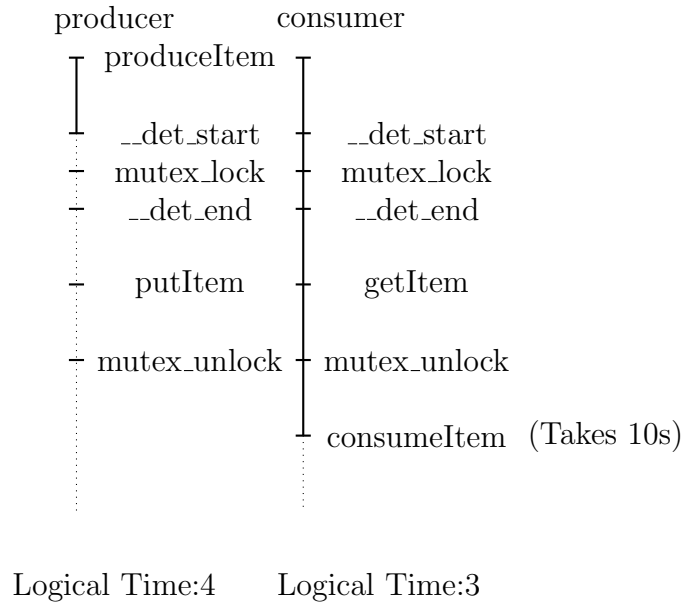 producer consumer
produceItem
__det_start __det_start
mutex_lock mutex_lock
__det_end __det_end
putItem getItem
mutex_unlock mutex_unlock
consumeItem (Takes 10s)
Logical Time:4 Logical Time:3